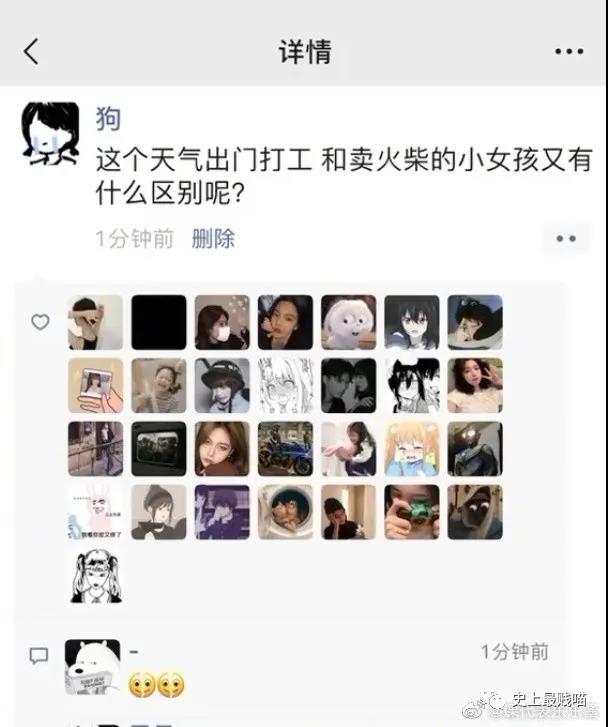 详情
狗
这个天气出门打工 和卖火柴的小女孩又有
什么区别呢?
1分钟前 删除
-
1分钟前
史上最贱喵